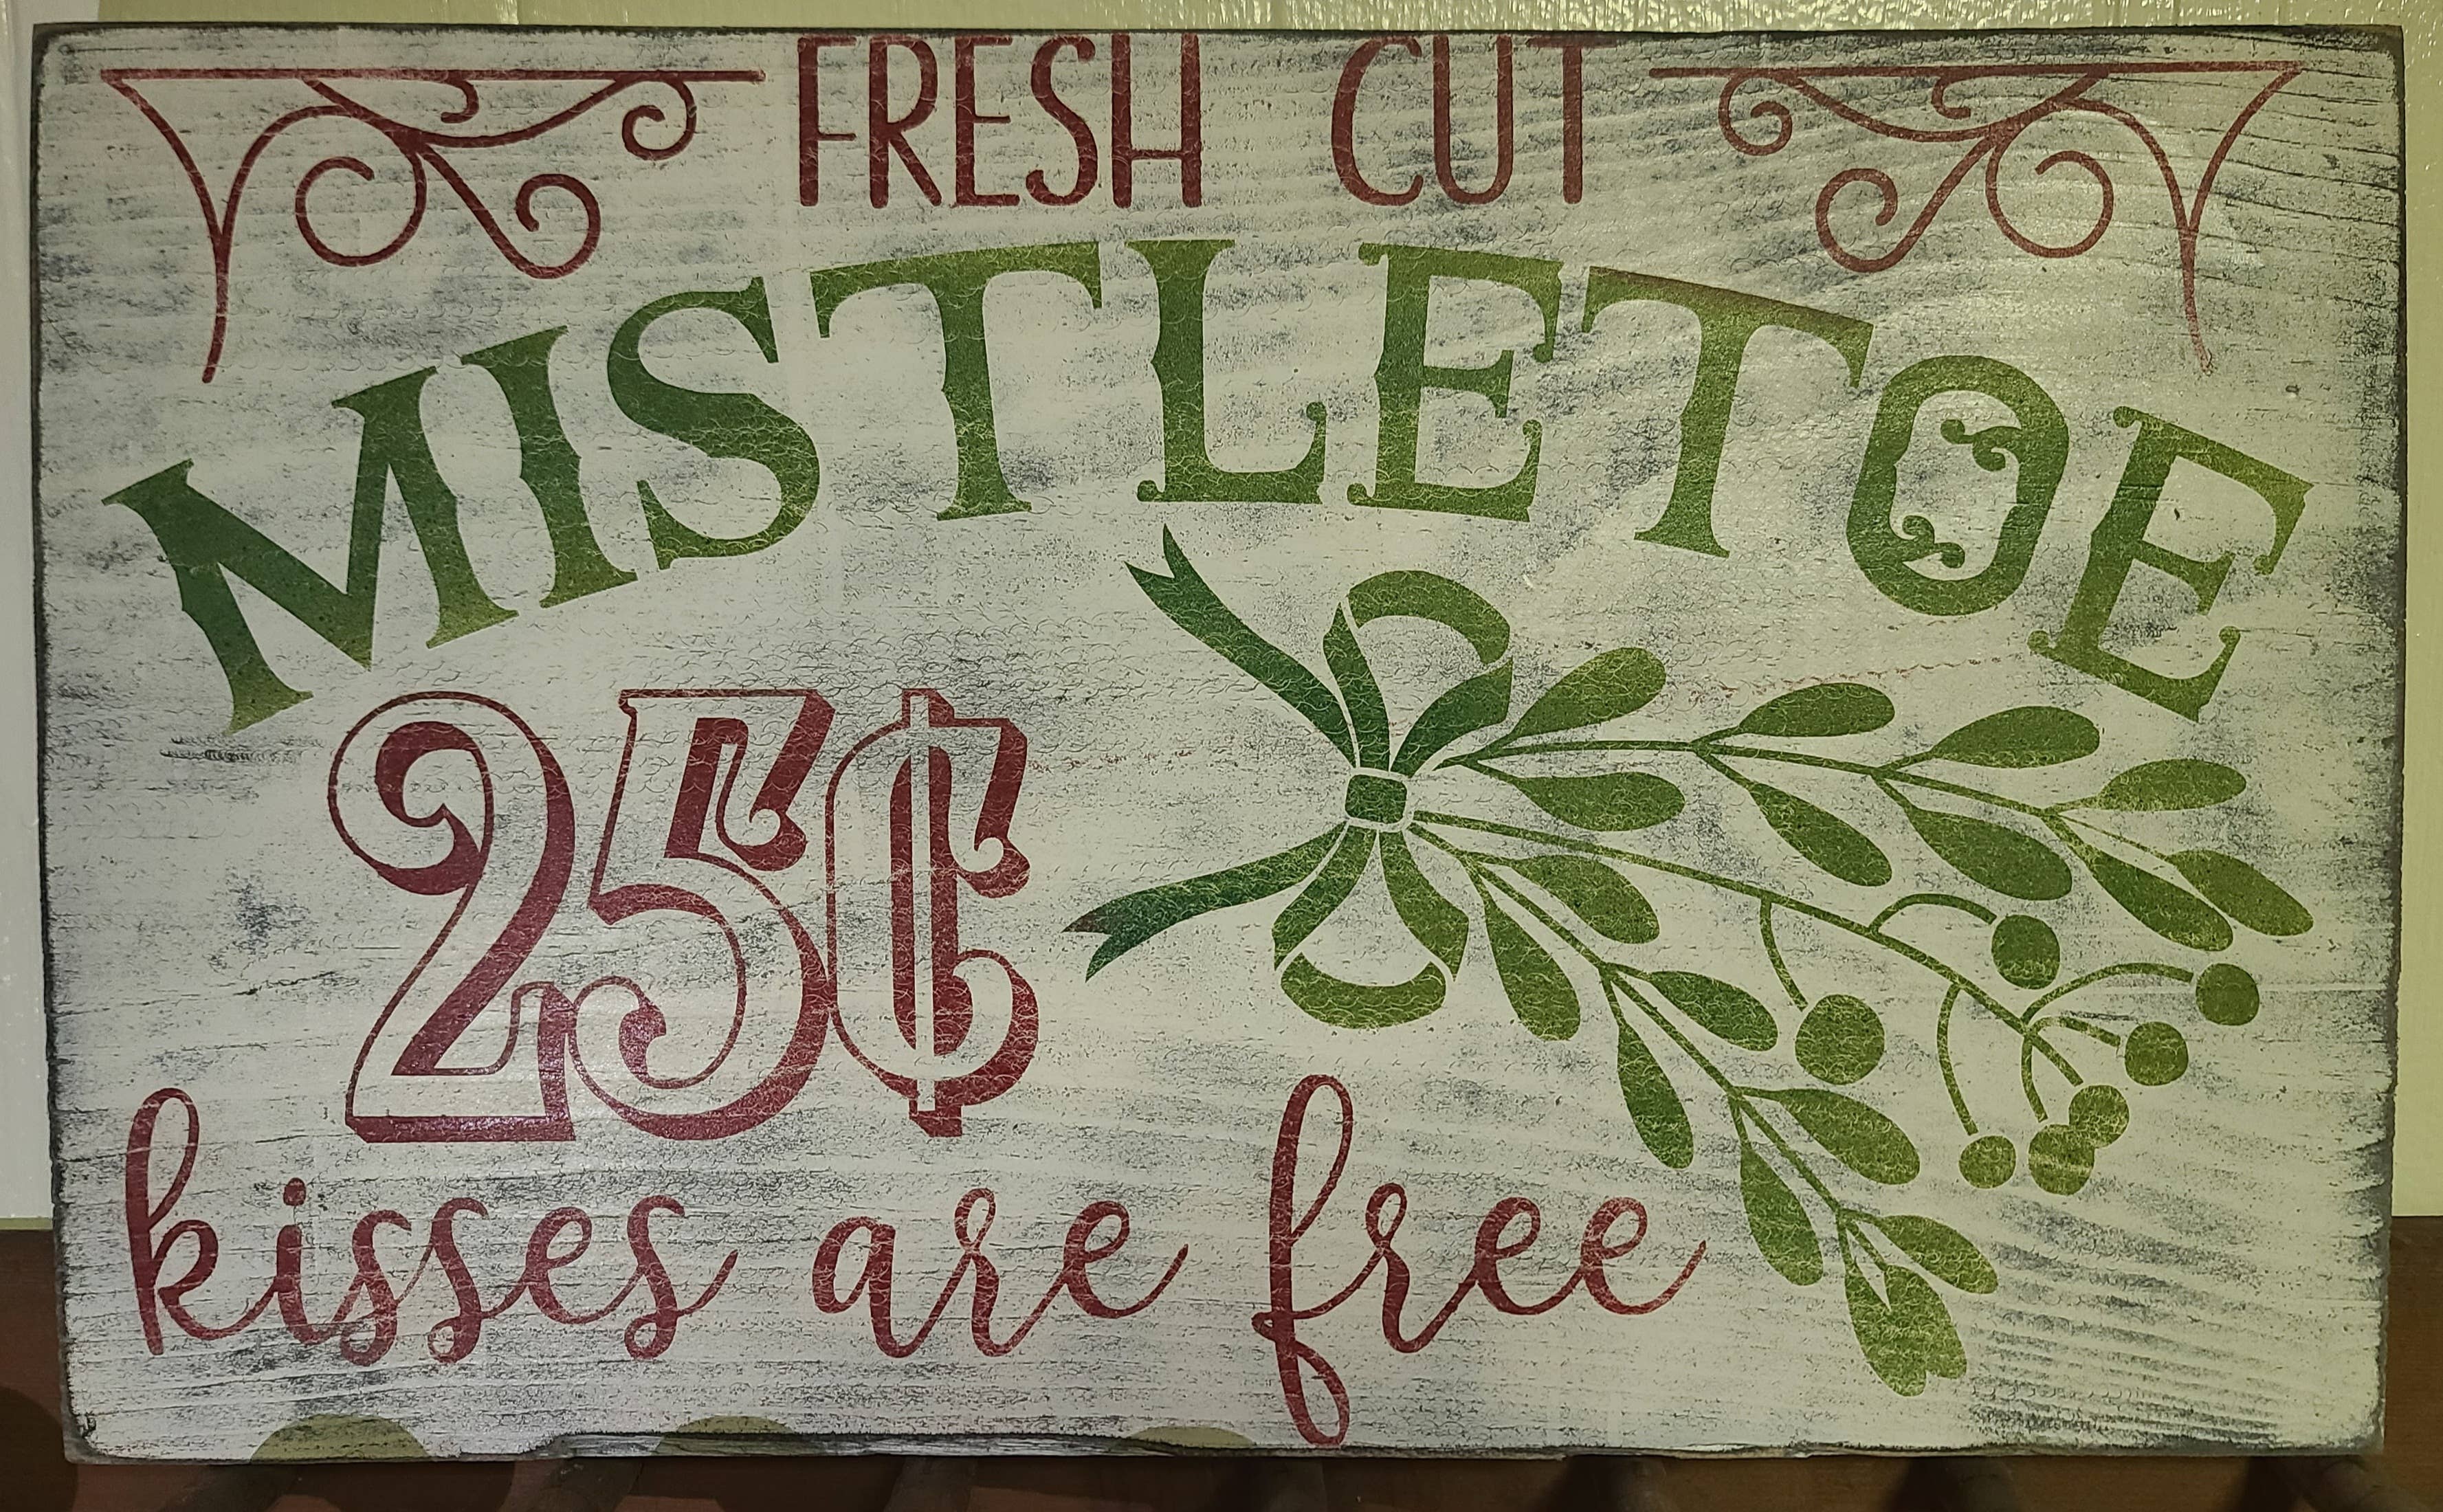 FRESH CUT
MISTLETOE
25¢
kisses are free